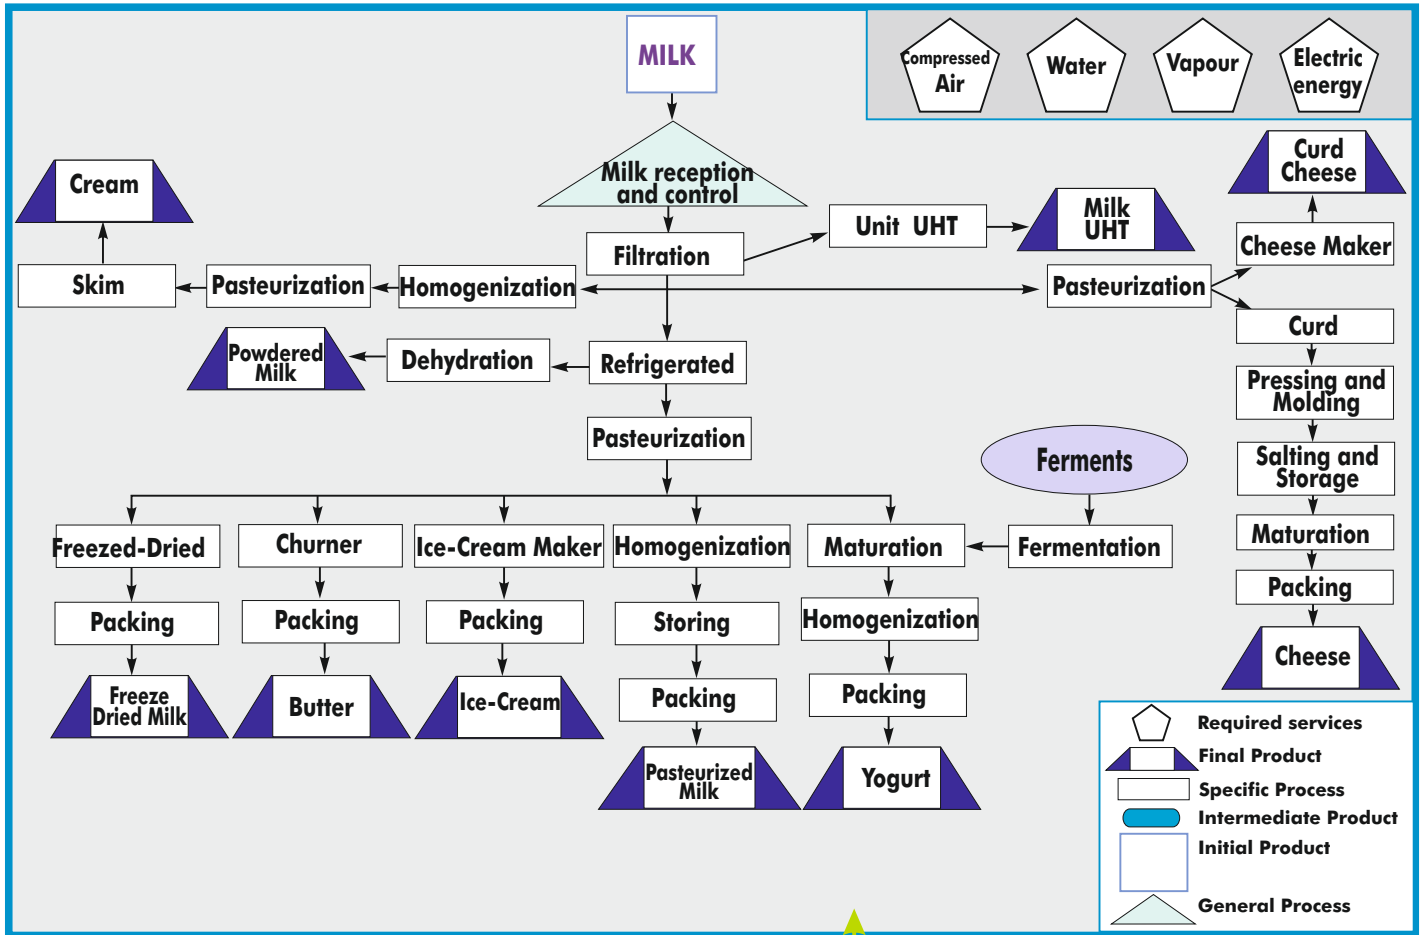 MILK
Compressed
Air
Water
Vapour
Electric
energy
Milk reception
and control
Cream
Curd
Cheese
Milk
UHT
Unit UHT
Filtration
Cheese Maker
Skim
Pasteurization
Homogenization
Pasteurization
Curd
Powdered
Milk
Dehydration
Refrigerated
Pressing and
Molding
Pasteurization
Ferments
Salting and
Storage
Freezed-Dried
Churner
Ice-Cream Maker
Homogenization
Maturation
Fermentation
Maturation
Packing
Packing
Packing
Packing
Storing
Homogenization
Cheese
Freeze
Dried Milk
Butter
Ice-Cream
Packing
Packing
Pasteurized
Milk
Yogurt
Required services
Final Product
Specific Process
Intermediate Product
Initial Product
General Process